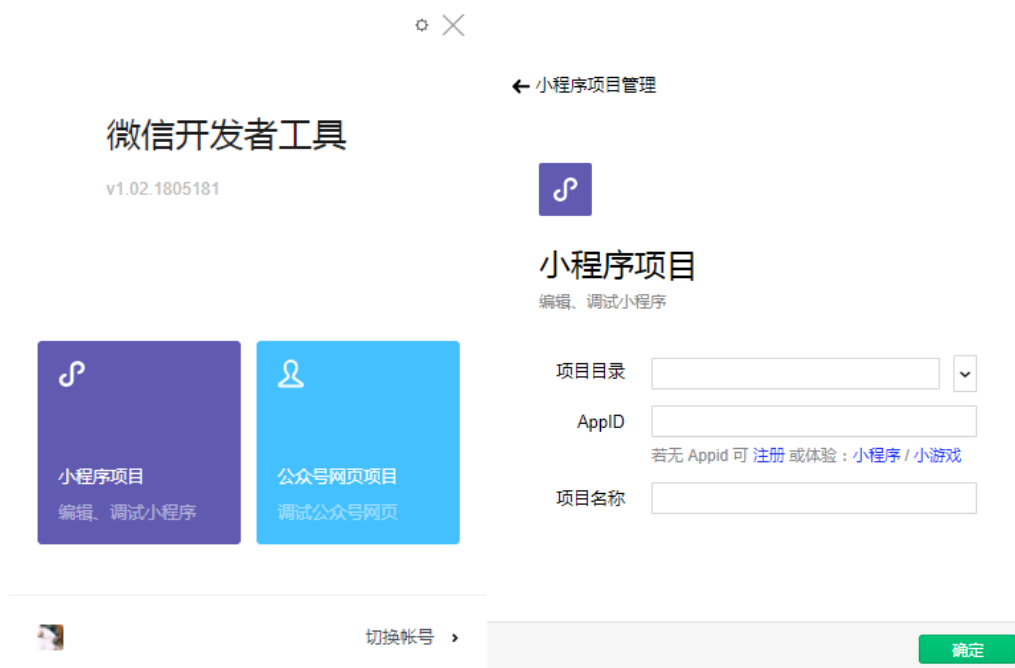 微信开发者工具
v1.02.1805181
小程序项目
编辑、调试小程序
公众号网页项目
调试公众号网页
切换帐号
小程序项目管理
小程序项目
编辑、调试小程序
项目目录
AppID
若无 Appid 可 注册 或体验：小程序 / 小游戏
项目名称
确定